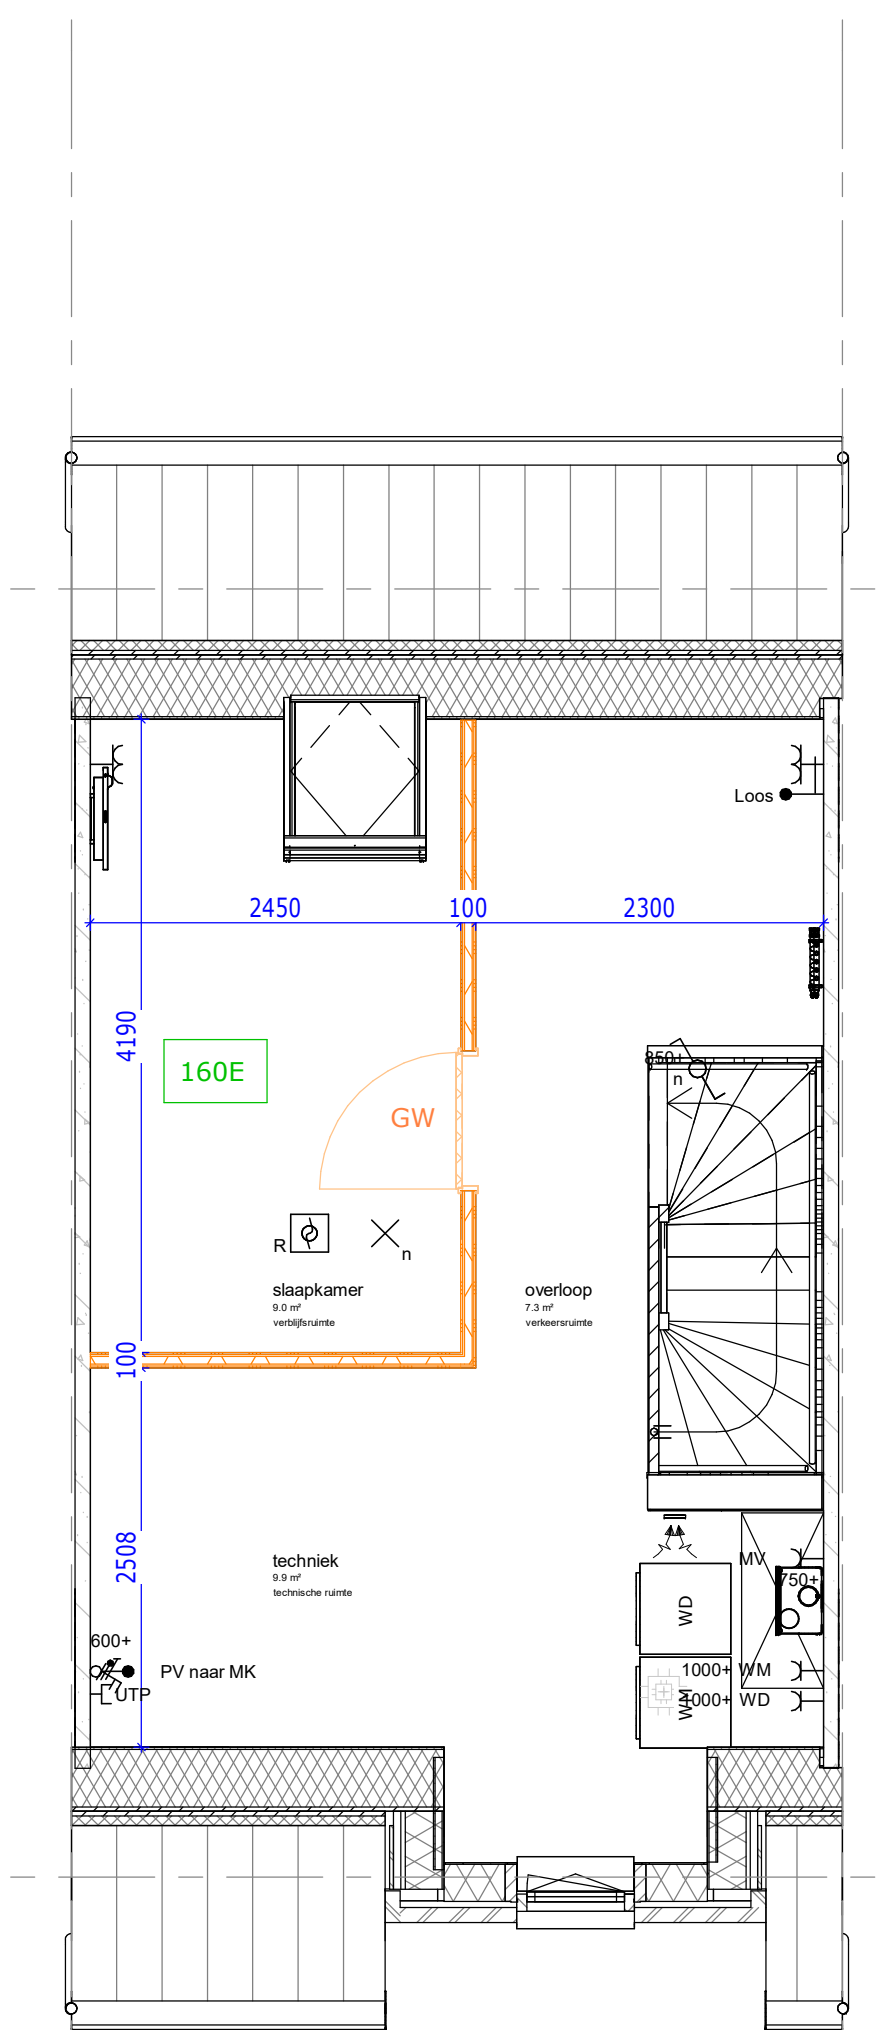 Loos
2450
100
2300
4190
850+
n
160E
GW
R
n
slaapkamer
9.0 m²
verblijfsruimte
overloop
7.3 m²
verkeersruimte
100
2508
techniek
9.9 m²
technische ruimte
MV
750+
WD
600+
PV naar MK
UTP
1000+ WM
WM
1000+ WD